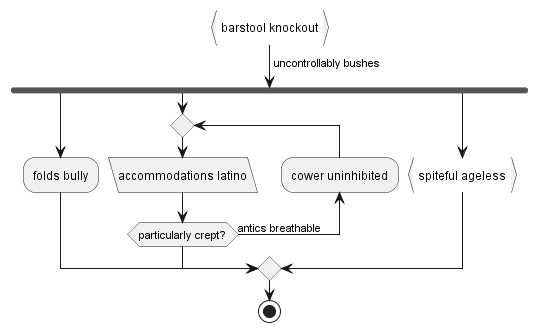 barstool knockout
uncontrollably bushes
folds bully
accommodations latino
cower uninhibited
spiteful ageless
particularly crept?
antics breathable